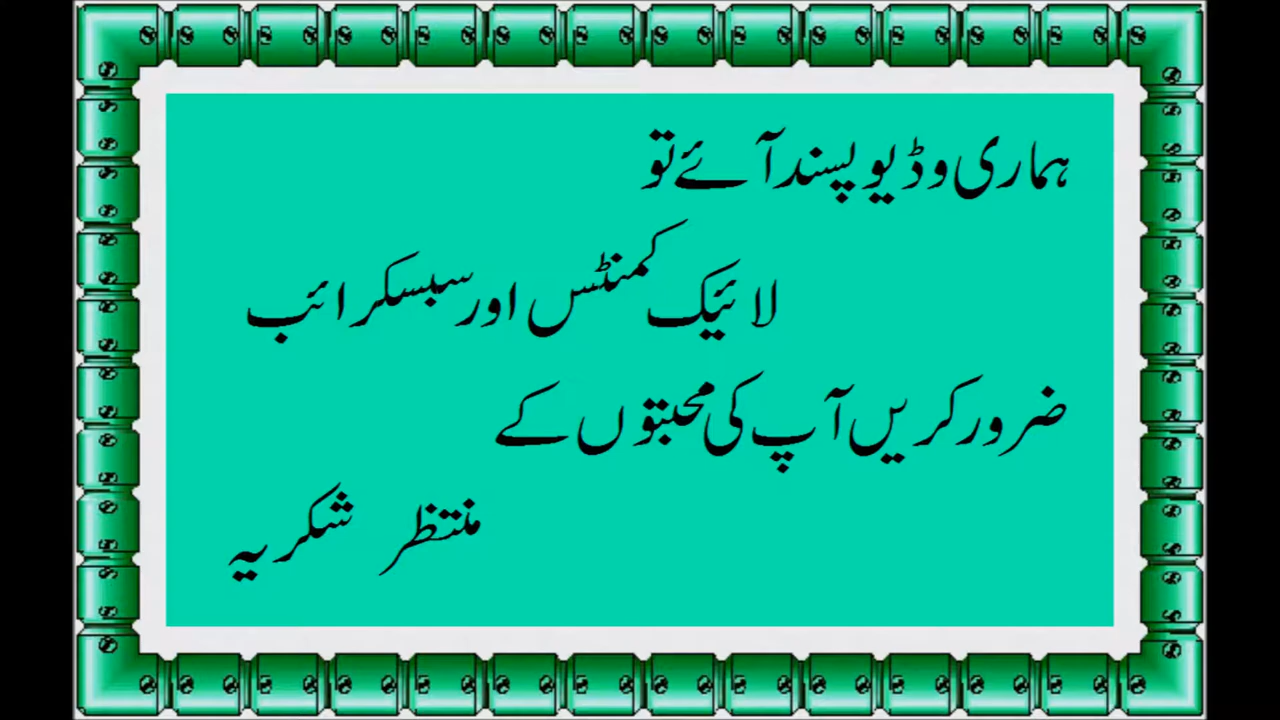 ہماری وڈیو پسند آئے تو
لائیک کمنٹس اور سبسکرائب
ضرور کریں آپ کی محبتوں کے
منتظر شکریہ